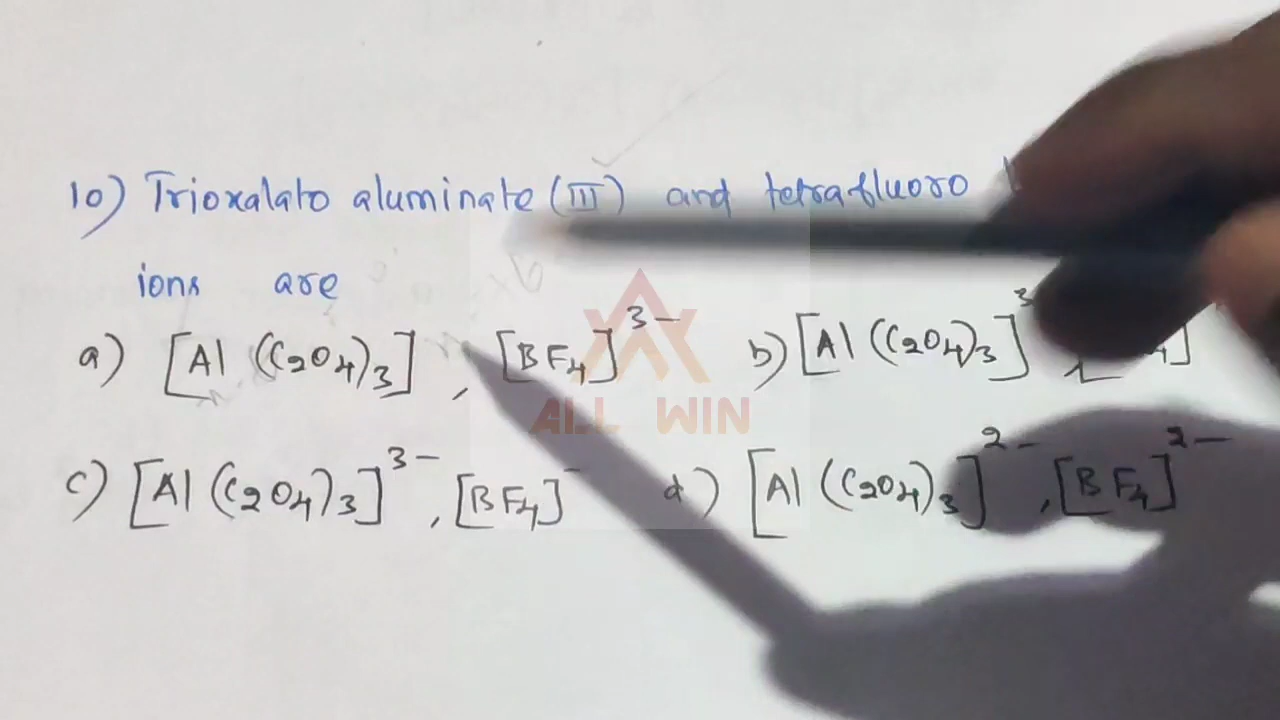 10) Trioxalato aluminate (III) and tetrafluoro
ions are
a) [Al (C2O4)3] , [BF4]3- b) [Al (C2O4)3]3
c) [Al (C2O4)3]3-, [BF4]- d) [Al (C2O4)3]2-, [BF4]2-
ALL WIN